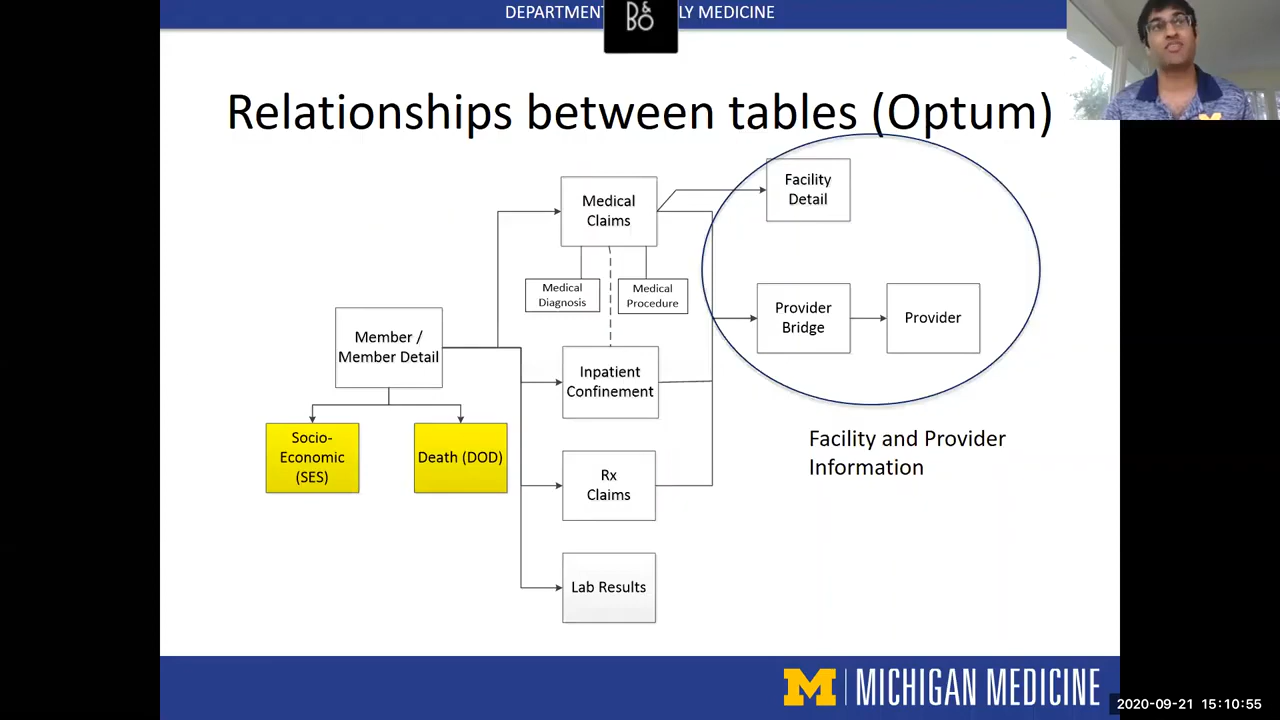 DEPARTMENT LY MEDICINE
D&
BO
Relationships between tables (Optum)
Facility
Detail
Medical
Claims
Medical
Diagnosis
Medical
Procedure
Provider
Bridge
Provider
Member /
Member Detail
Inpatient
Confinement
Socio-
Economic
(SES)
Death (DOD)
Facility and Provider
Information
Rx
Claims
Lab Results
M MICHIGAN MEDICINE
2020-09-21 15:10:55